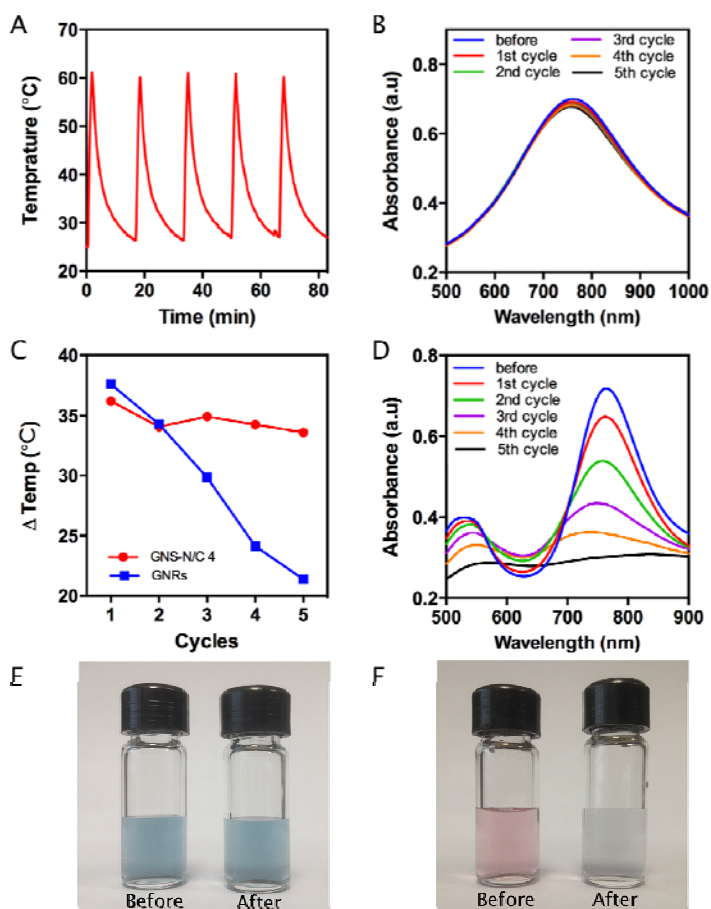 A
Temprature (°C)
70
60
50
40
30
20
0
20
40
60
80
Time (min)
B
Absorbance (a.u)
0.8
0.6
0.4
0.2
before
1st cycle
2nd cycle
3rd cycle
4th cycle
5th cycle
500
600
700
800
900
1000
Wavelength (nm)
C
Δ Temp (°C)
40
35
30
25
20
GNS-N/C 4
GNRs
1
2
3
4
5
Cycles
D
Absorbance (a.u)
0.8
0.6
0.4
0.2
before
1st cycle
2nd cycle
3rd cycle
4th cycle
5th cycle
500
600
700
800
900
Wavelength (nm)
E
Before
After
F
Before
After